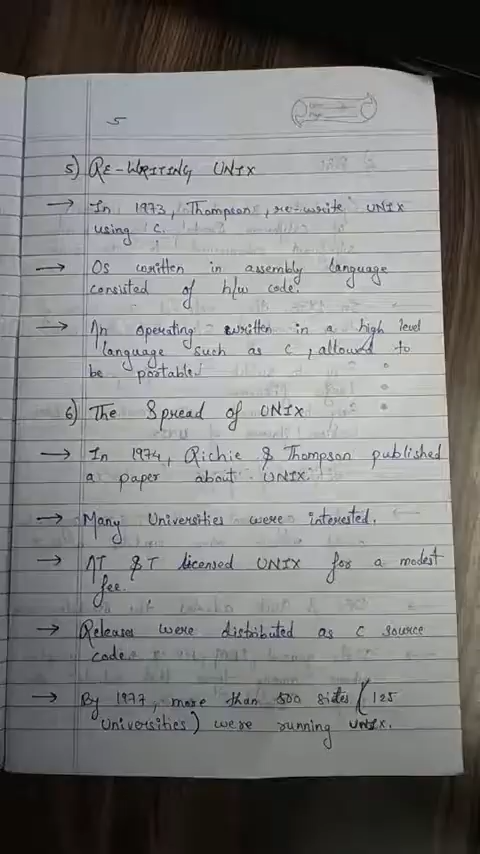 5
5) RE-WRITING UNIX
→ In 1973, Thompson, re-write UNIX
using C.
→ Os written in assembly language
consisted of h/w code.
→ An operating written in a high level
language such as C, allowed to
be portable.
6) The Spread of UNIX
→ In 1974, Richie & Thompson published
a paper about UNIX.
→ Many Universities were interested.
→ AT &T licensed UNIX for a modest
fee.
→ Releases were distributed as C source
code.
→ By 1977, more than 500 sides (125
Universities) were running UNIX.